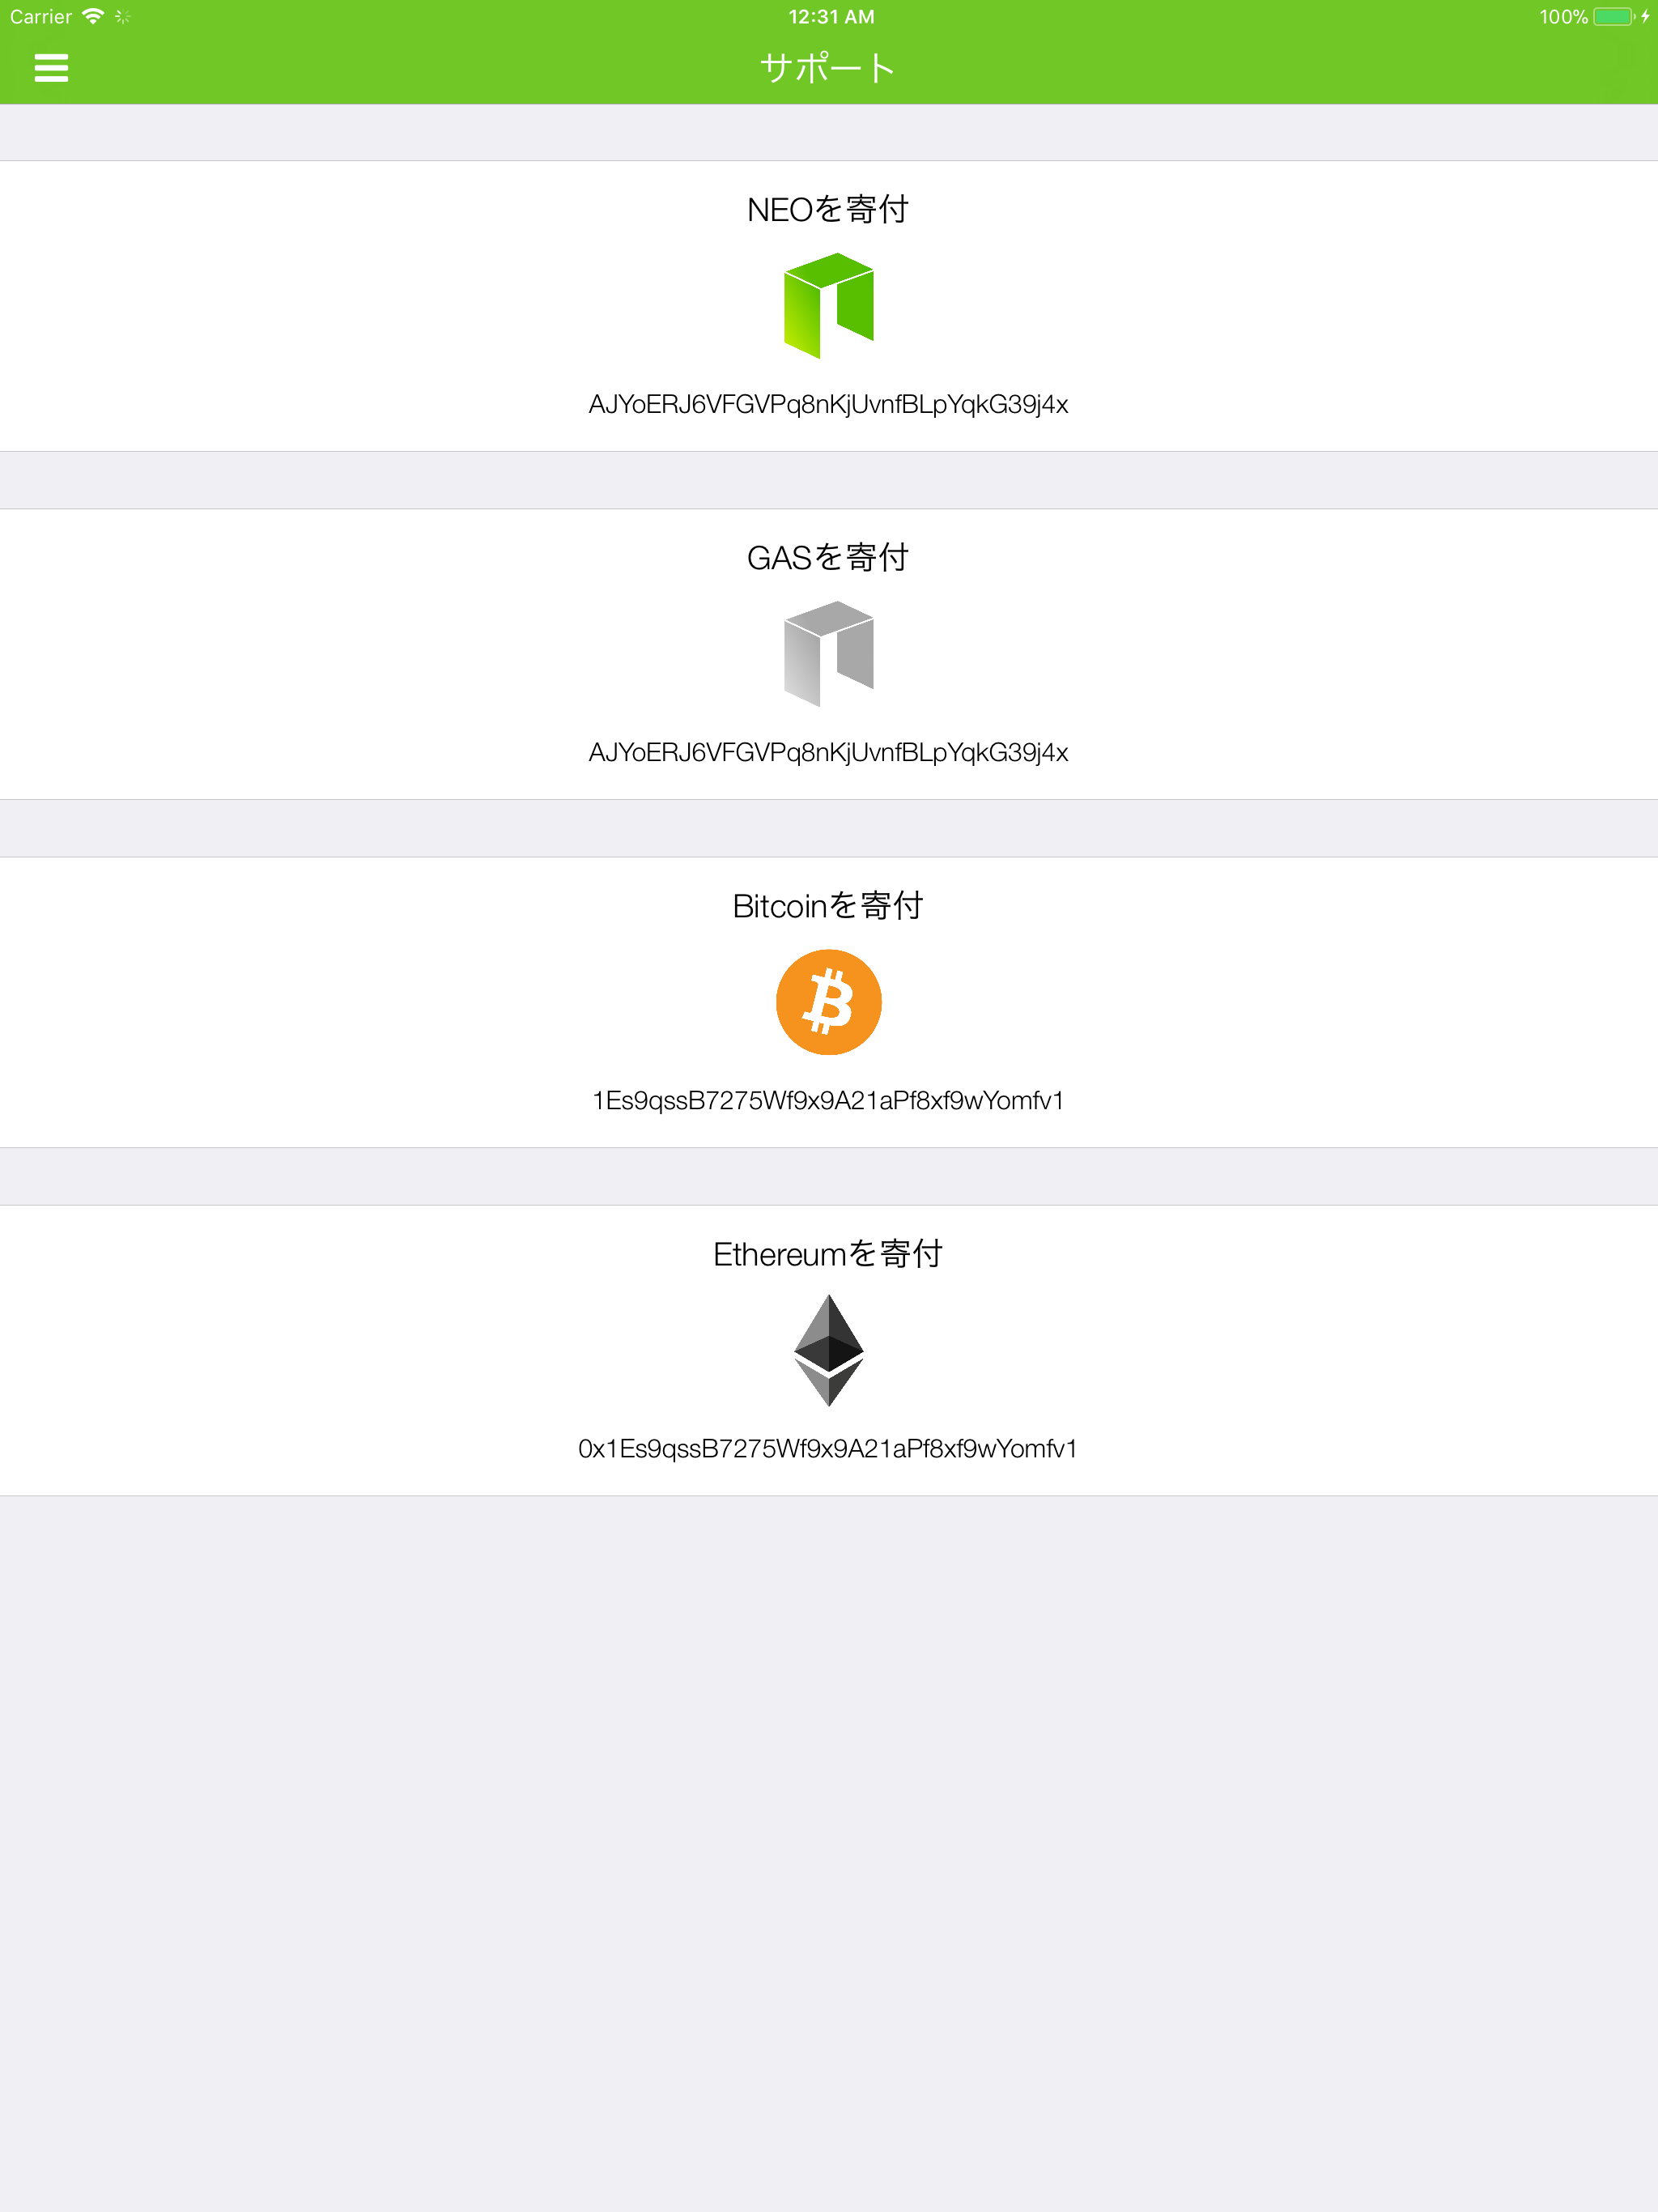 Carrier 12:31 AM 100%
サポート
NEOを寄付
AJYoERJ6VFGVPq8nKjUvnfBLpYqkG39j4x
GASを寄付
AJYoERJ6VFGVPq8nKjUvnfBLpYqkG39j4x
Bitcoinを寄付
1Es9qssB7275Wf9x9A21aPf8xf9wYomfv1
Ethereumを寄付
0x1Es9qssB7275Wf9x9A21aPf8xf9wYomfv1